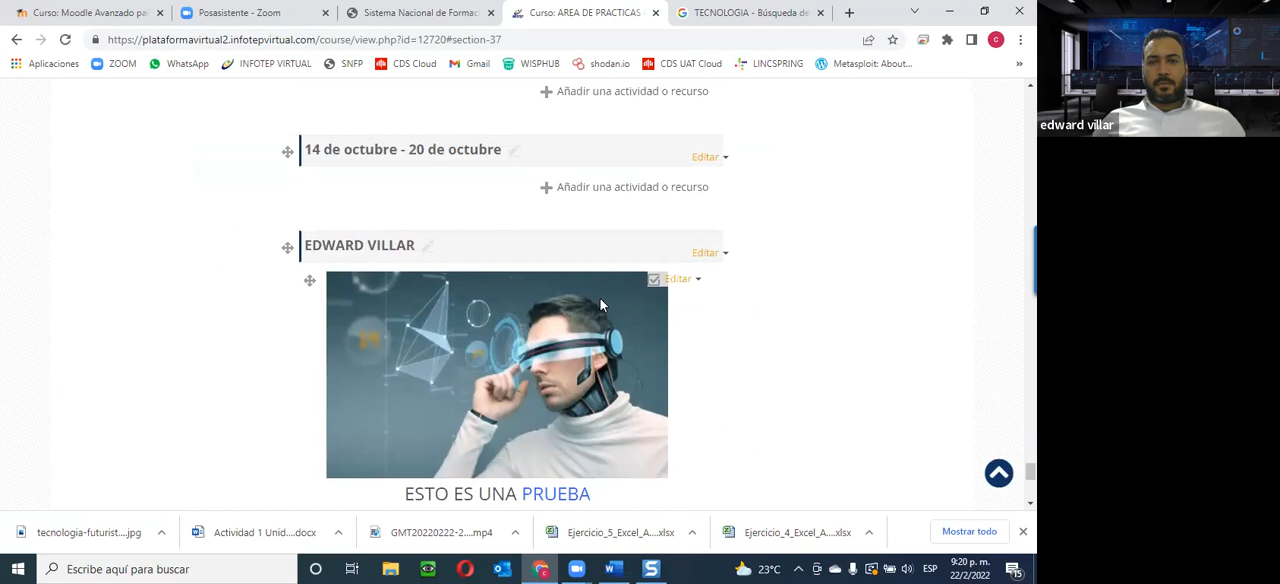 Curso: Moodle Avanzado pa
Posasistente - Zoom
Sistema Nacional de Formac
Curso: AREA DE PRACTICAS
TECNOLOGIA - Búsqueda de
https://plataformavirtual2.infotepvirtual.com/course/view.php?id=12720#section-37
Aplicaciones
ZOOM
WhatsApp
INFOTEP VIRTUAL
SNFP
CDS Cloud
Gmail
WISPHUB
shodan.io
CDS UAT Cloud
LINCSPRING
Metasploit: About...
edward villar
Añadir una actividad o recurso
14 de octubre - 20 de octubre
Editar
Añadir una actividad o recurso
EDWARD VILLAR
Editar
Editar
ESTO ES UNA PRUEBA
tecnologia-futurist....jpg
Actividad 1 Unid....docx
GMT20220222-2....mp4
Ejercicio_5_Excel_A....xlsx
Ejercicio_4_Excel_A....xlsx
Mostrar todo
Escribe aquí para buscar
23°C
ESP
9:20 p. m.
22/2/2022
15